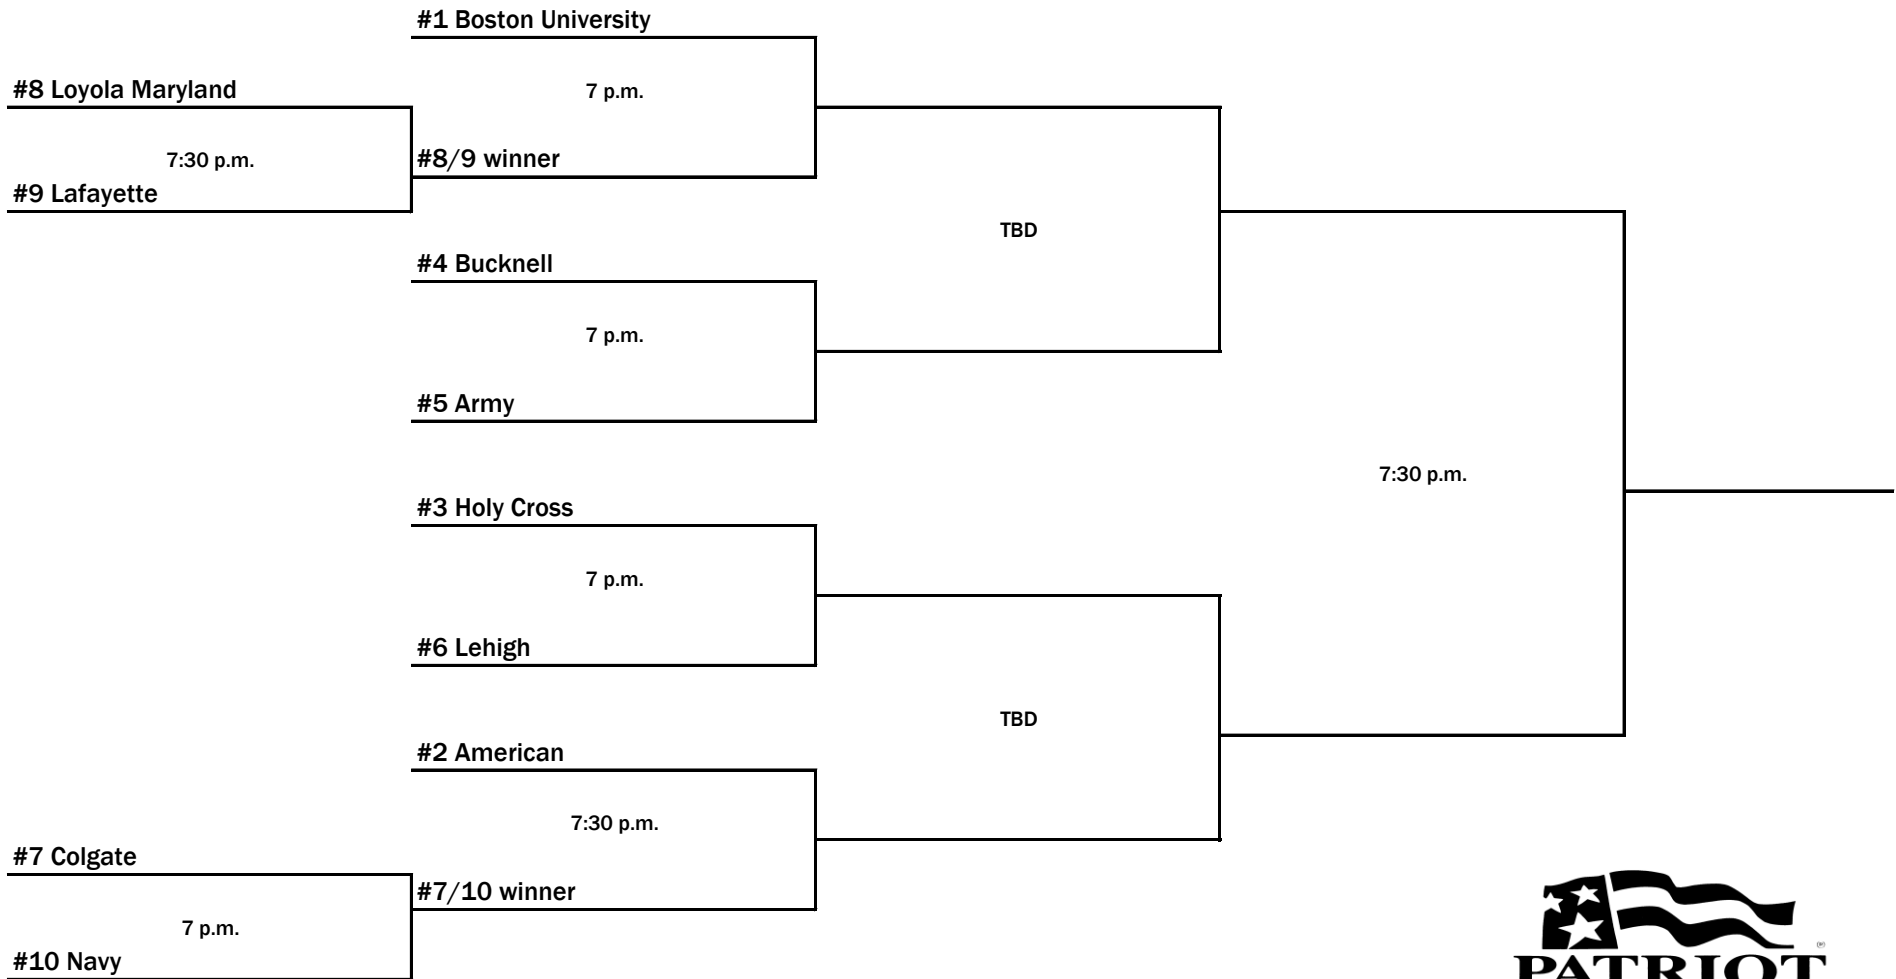 #1 Boston University
#8 Loyola Maryland
7 p.m.
7:30 p.m.
#8/9 winner
#9 Lafayette
TBD
#4 Bucknell
7 p.m.
#5 Army
7:30 p.m.
#3 Holy Cross
7 p.m.
#6 Lehigh
TBD
#2 American
7:30 p.m.
#7 Colgate
#7/10 winner
7 p.m.
#10 Navy
®
PATRIOT